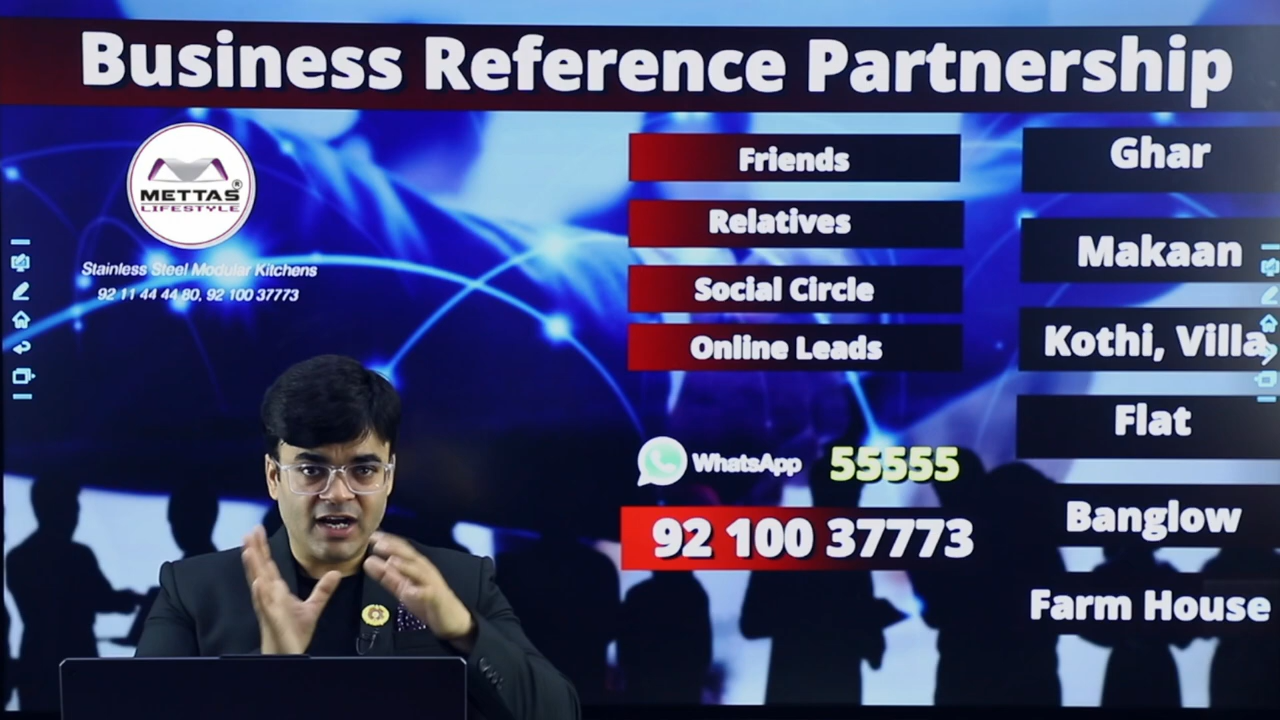 Business Reference Partnership
METTAS®
LIFESTYLE
Stainless Steel Modular Kitchens
92 11 44 44 80, 92 100 37773
Friends
Relatives
Social Circle
Online Leads
WhatsApp 55555
92 100 37773
Ghar
Makaan
Kothi, Villa
Flat
Banglow
Farm House